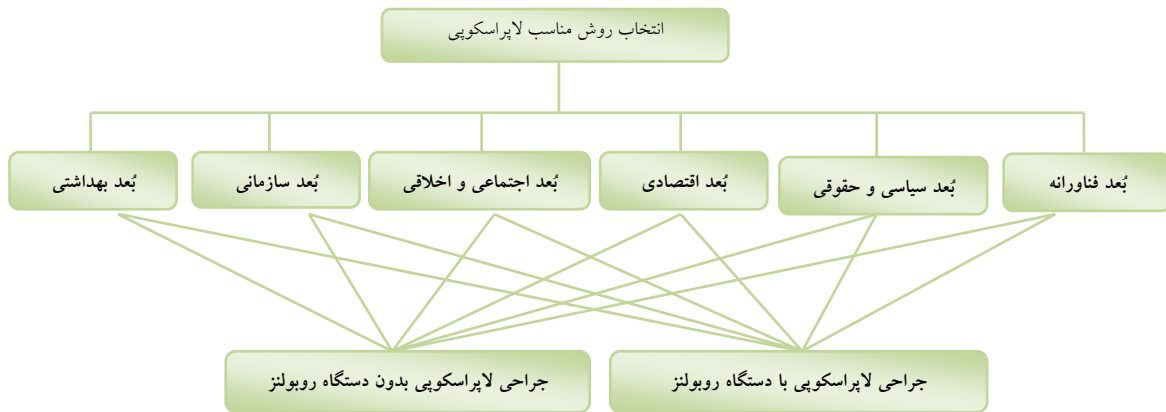 انتخاب روش مناسب لاپراسکوپی
بُعد فناورانه
بُعد سیاسی و حقوقی
بُعد اقتصادی
بُعد اجتماعی و اخلاقی
بُعد سازمانی
بُعد بهداشتی
جراحی لاپراسکوپی با دستگاه روبولنز
جراحی لاپراسکوپی بدون دستگاه روبولنز